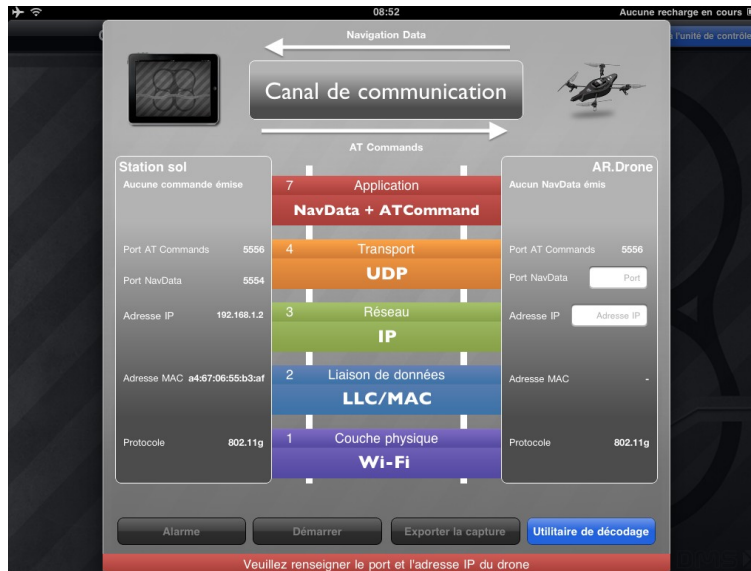 08:52
Aucune recharge en cours
l'unité de contrôle
Navigation Data
Canal de communication
AT Commands
Station sol
Aucune commande émise
AR.Drone
Aucun NavData émis
7 Application
NavData + ATCommand
Port AT Commands 5556
Port NavData 5554
4 Transport
UDP
Port AT Commands 5556
Port NavData Port
Adresse IP 192.168.1.2
3 Réseau
IP
Adresse IP Adresse IP
Adresse MAC a4:67:06:55:b3:af
2 Liaison de données
LLC/MAC
Adresse MAC -
Protocole 802.11g
1 Couche physique
Wi-Fi
Protocole 802.11g
Alarme
Démarrer
Exporter la capture
Utilitaire de décodage
Veuillez renseigner le port et l'adresse IP du drone